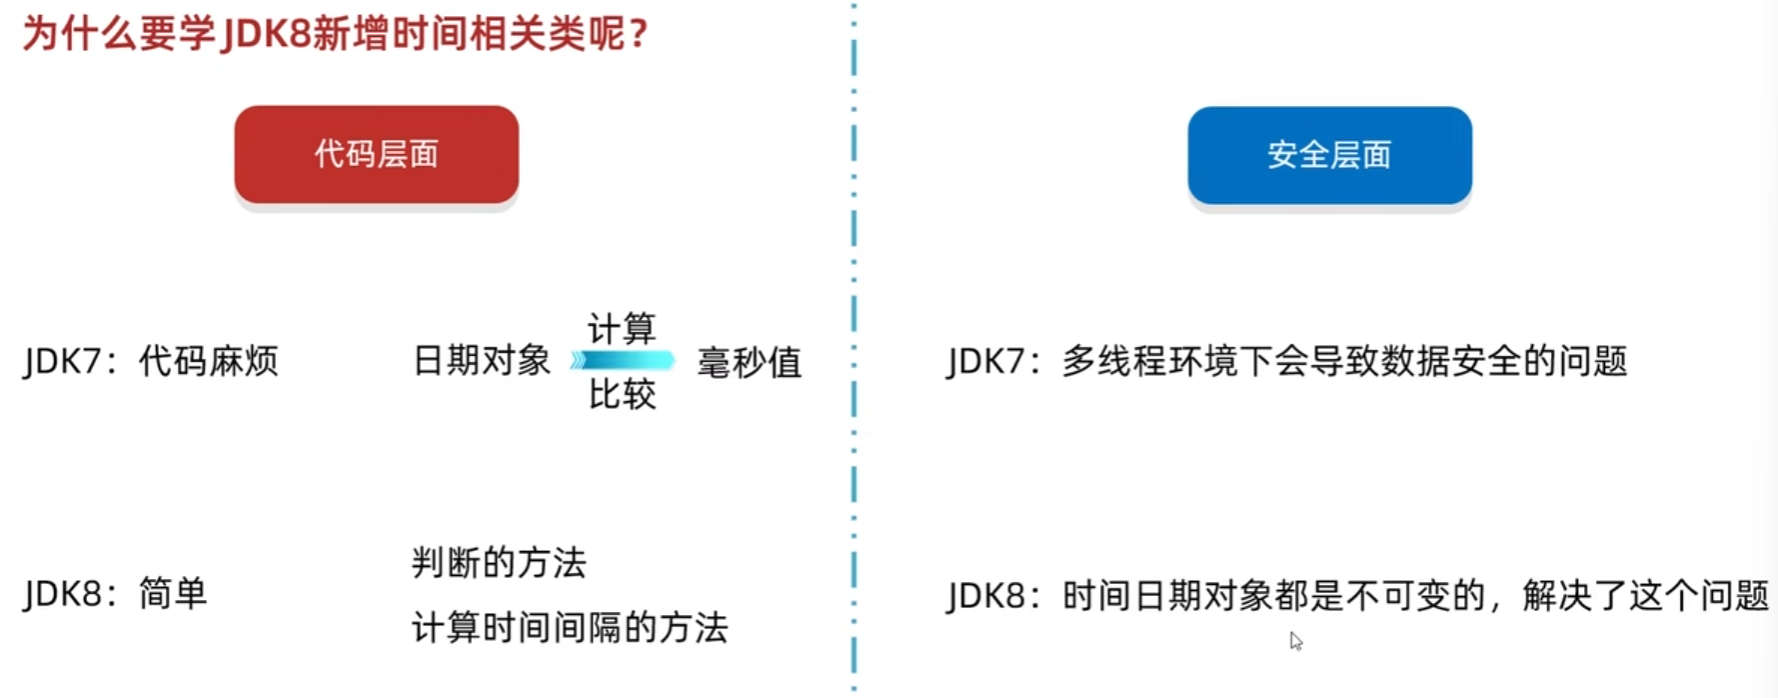 为什么要学JDK8新增时间相关类呢？
代码层面
JDK7：代码麻烦
日期对象
计算
比较
毫秒值
JDK8：简单
判断的方法
计算时间间隔的方法
安全层面
JDK7：多线程环境下会导致数据安全的问题
JDK8：时间日期对象都是不可变的，解决了这个问题